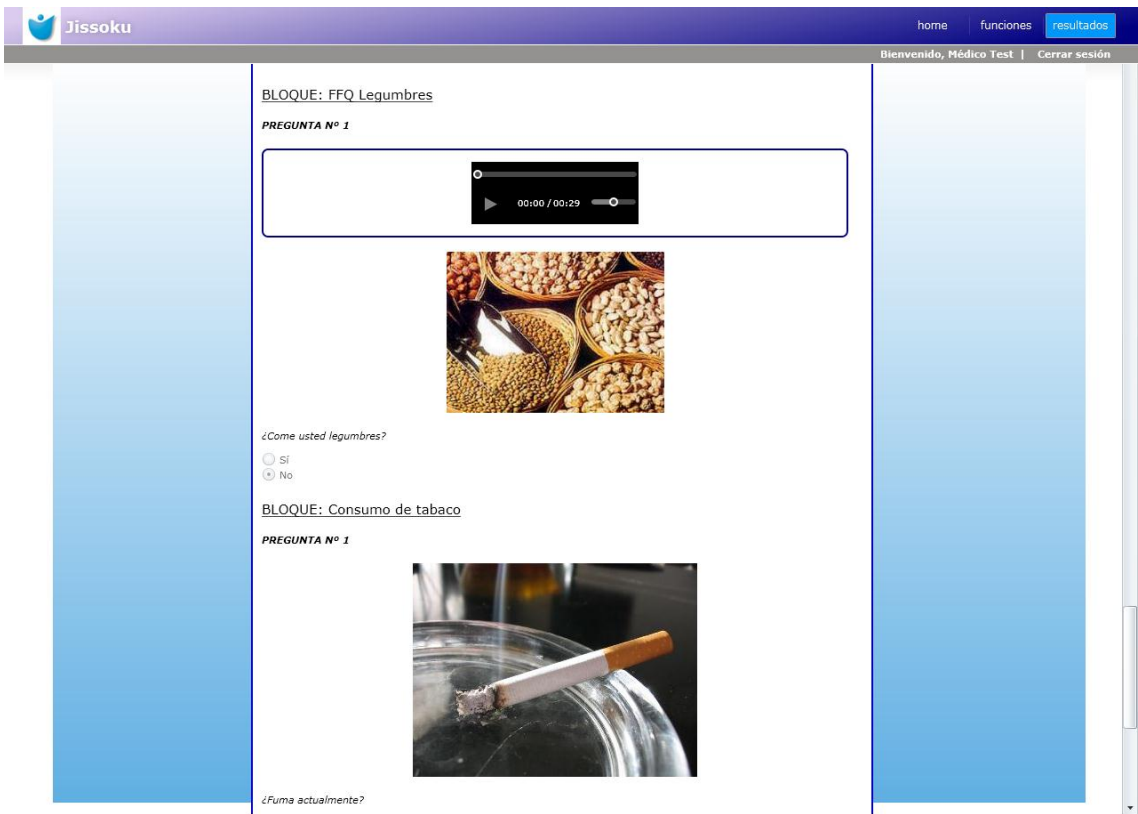 Jissoku
home funciones resultados
Bienvenido, Médico Test | Cerrar sesión
BLOQUE: FFQ Legumbres
PREGUNTA Nº 1
00:00 / 00:29
¿Come usted legumbres?
Sí
No
BLOQUE: Consumo de tabaco
PREGUNTA Nº 1
¿Fuma actualmente?